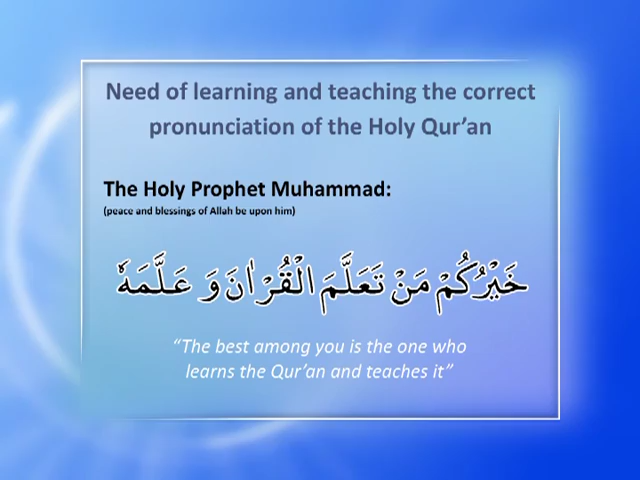 Need of learning and teaching the correct
pronunciation of the Holy Qur’an
The Holy Prophet Muhammad:
(peace and blessings of Allah be upon him)
خَيْرُكُمْ مَنْ تَعَلَّمَ الْقُرْاٰنَ وَ عَلَّمَهٗ
“The best among you is the one who
learns the Qur’an and teaches it”